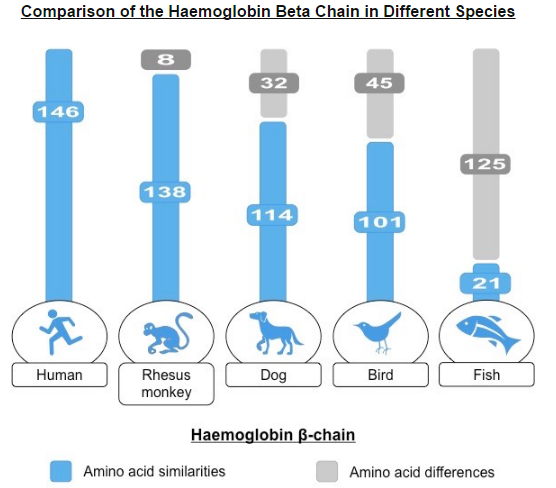 Comparison of the Haemoglobin Beta Chain in Different Species
8
32
45
146
125
138
114
101
21
Human
Rhesus
monkey
Dog
Bird
Fish
Haemoglobin β-chain
Amino acid similarities
Amino acid differences